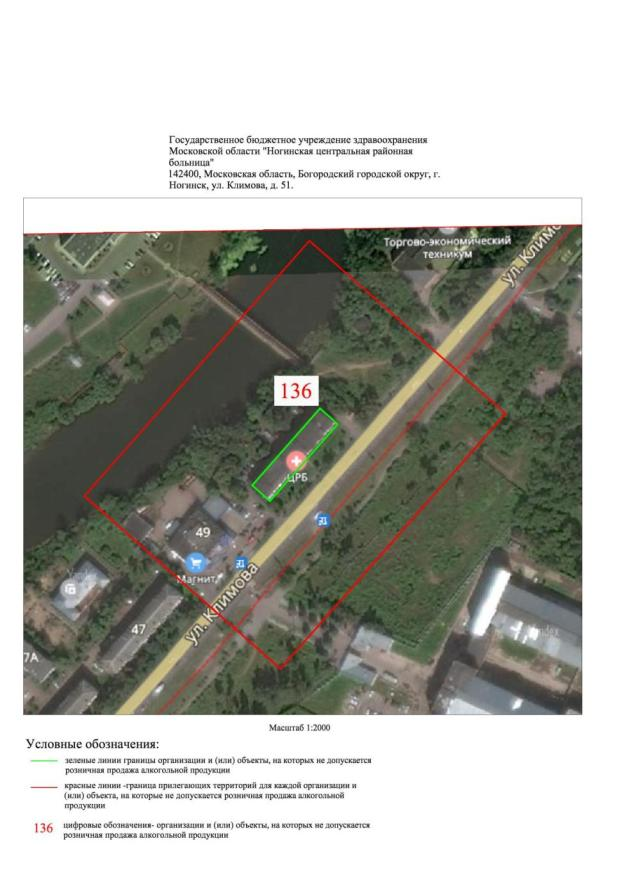 Государственное бюджетное учреждение здравоохранения
Московской области "Ногинская центральная районная
больница"
142400, Московская область, Богородский городской округ, г.
Ногинск, ул. Климова, д. 51.
Торгово-экономический
техникум
ул. Климо
136
ЦРБ
49
Магнит
ул. Климова
47
7А
Yandex
Масштаб 1:2000
Условные обозначения:
зеленые линии границы организации и (или) объекты, на которых не допускается
розничная продажа алкогольной продукции
красные линии -граница прилегающих территорий для каждой организации и
(или) объекта, на которые не допускается розничная продажа алкогольной
продукции
136 цифровые обозначения- организации и (или) объекты, на которых не допускается
розничная продажа алкогольной продукции